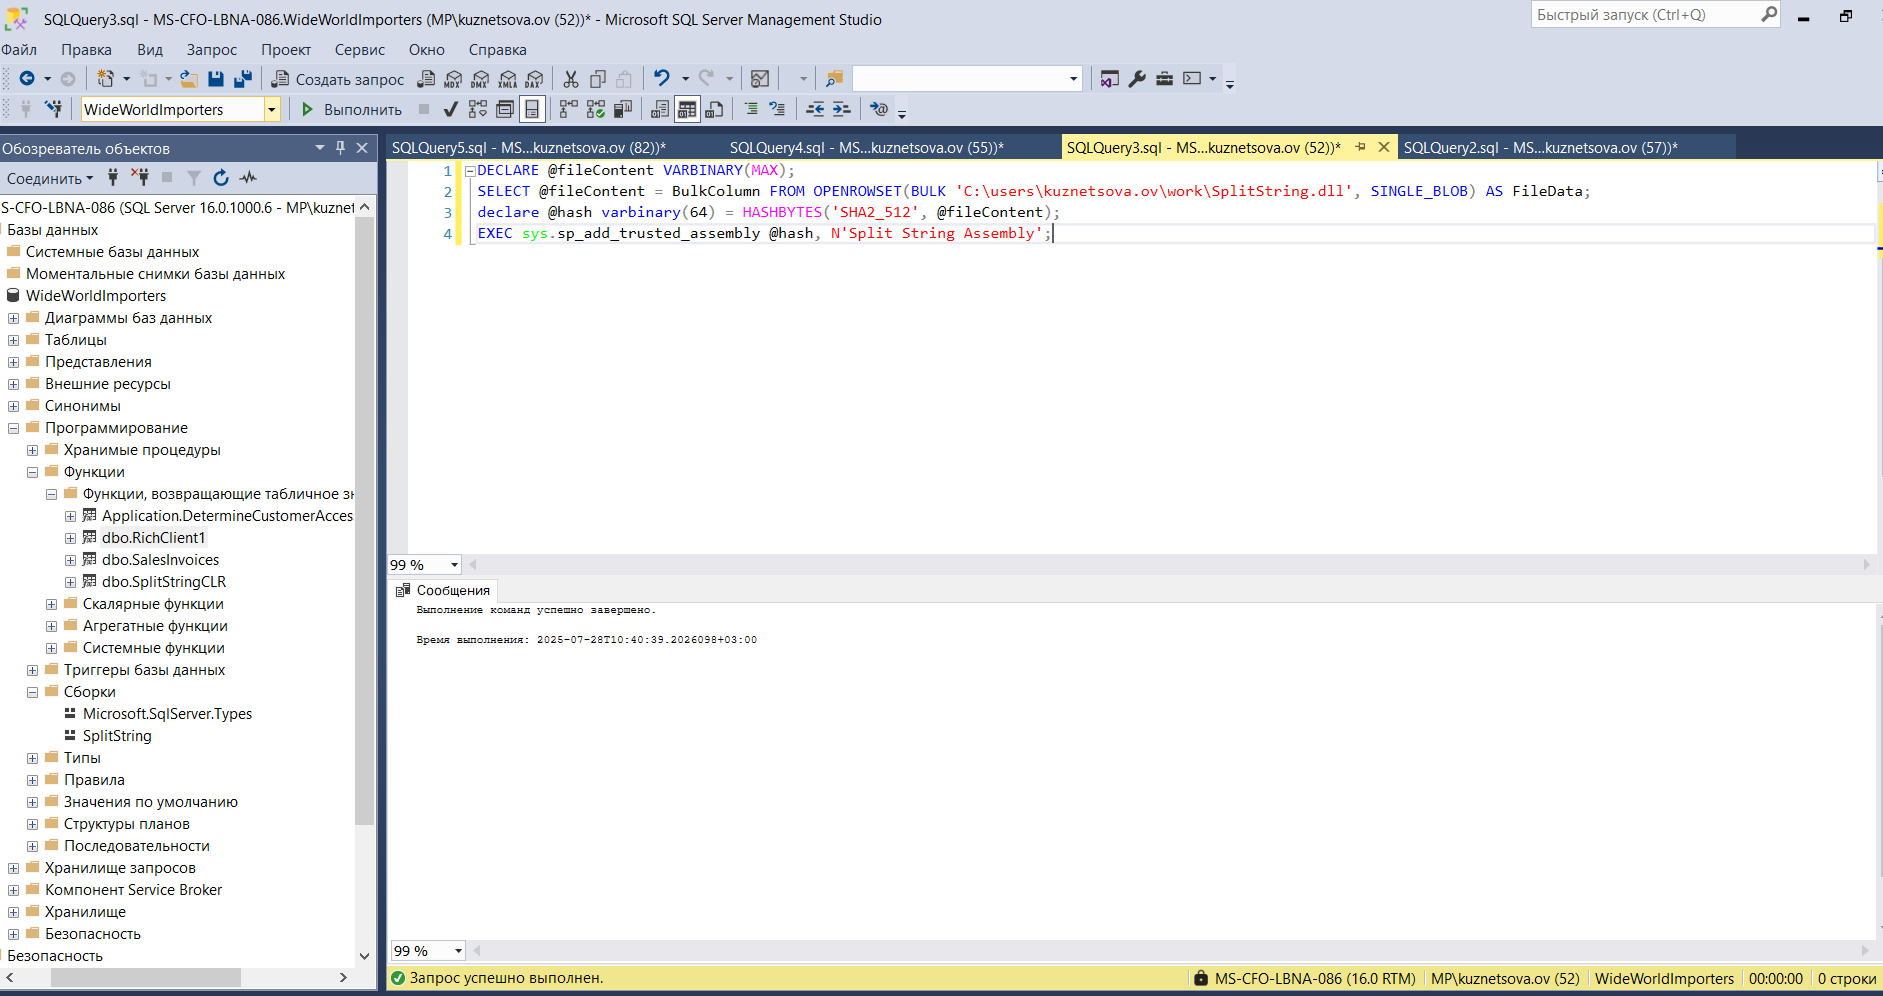 SQLQuery3.sql - MS-CFO-LBNA-086.WideWorldImporters (MP\kuznetsova.ov (52))* - Microsoft SQL Server Management Studio
Быстрый запуск (Ctrl+Q)
Файл Правка Вид Запрос Проект Сервис Окно Справка
Создать запрос MDX DMX XMLA DAX
WideWorldImporters Выполнить
Обозреватель объектов
Соединить
S-CFO-LBNA-086 (SQL Server 16.0.1000.6 - MP\kuznet
Базы данных
Системные базы данных
Моментальные снимки базы данных
WideWorldImporters
Диаграммы баз данных
Таблицы
Представления
Внешние ресурсы
Синонимы
Программирование
Хранимые процедуры
Функции
Функции, возвращающие табличное зн
Application.DetermineCustomerAcces
dbo.RichClient1
dbo.SalesInvoices
dbo.SplitStringCLR
Скалярные функции
Агрегатные функции
Системные функции
Триггеры базы данных
Сборки
Microsoft.SqlServer.Types
SplitString
Типы
Правила
Значения по умолчанию
Структуры планов
Последовательности
Хранилище запросов
Компонент Service Broker
Хранилище
Безопасность
Безопасность
SQLQuery5.sql - MS...kuznetsova.ov (82))* SQLQuery4.sql - MS...kuznetsova.ov (55))* SQLQuery3.sql - MS...kuznetsova.ov (52))* SQLQuery2.sql - MS...kuznetsova.ov (57))*
1 DECLARE @fileContent VARBINARY(MAX);
2 SELECT @fileContent = BulkColumn FROM OPENROWSET(BULK 'C:\users\kuznetsova.ov\work\SplitString.dll', SINGLE_BLOB) AS FileData;
3 declare @hash varbinary(64) = HASHBYTES('SHA2_512', @fileContent);
4 EXEC sys.sp_add_trusted_assembly @hash, N'Split String Assembly';
99 %
Сообщения
Выполнение команд успешно завершено.
Время выполнения: 2025-07-28T10:40:39.2026098+03:00
99 %
Запрос успешно выполнен. MS-CFO-LBNA-086 (16.0 RTM) MP\kuznetsova.ov (52) WideWorldImporters 00:00:00 0 строки